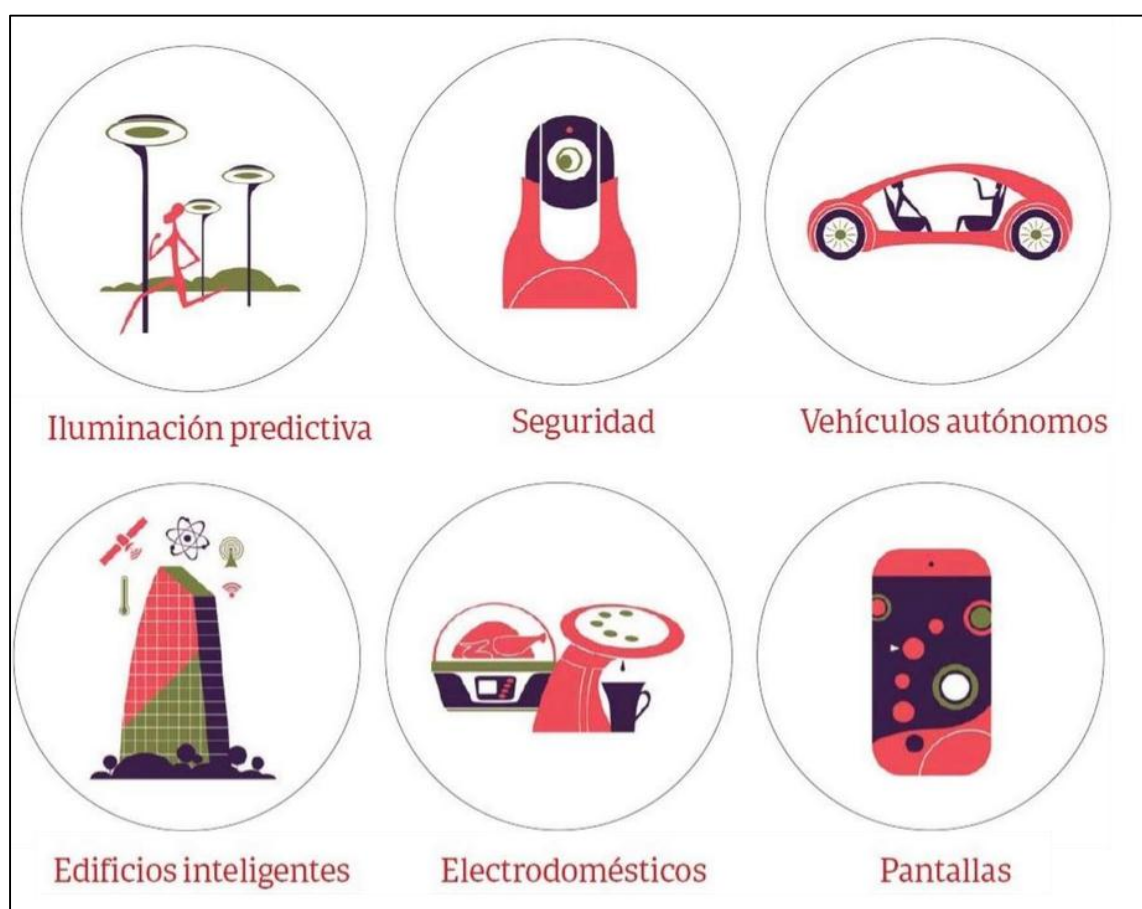 Iluminación predictiva
Seguridad
Vehículos autónomos
Edificios inteligentes
Electrodomésticos
Pantallas